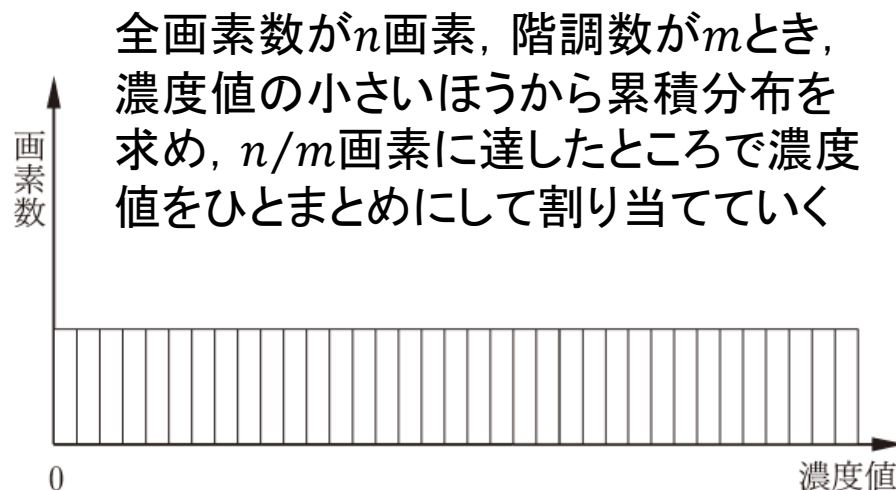 全画素数がn画素，階調数がmとき，
濃度値の小さいほうから累積分布を
求め，n/m画素に達したところで濃度
値をひとまとめにして割り当てていく
画素数
0
濃度値